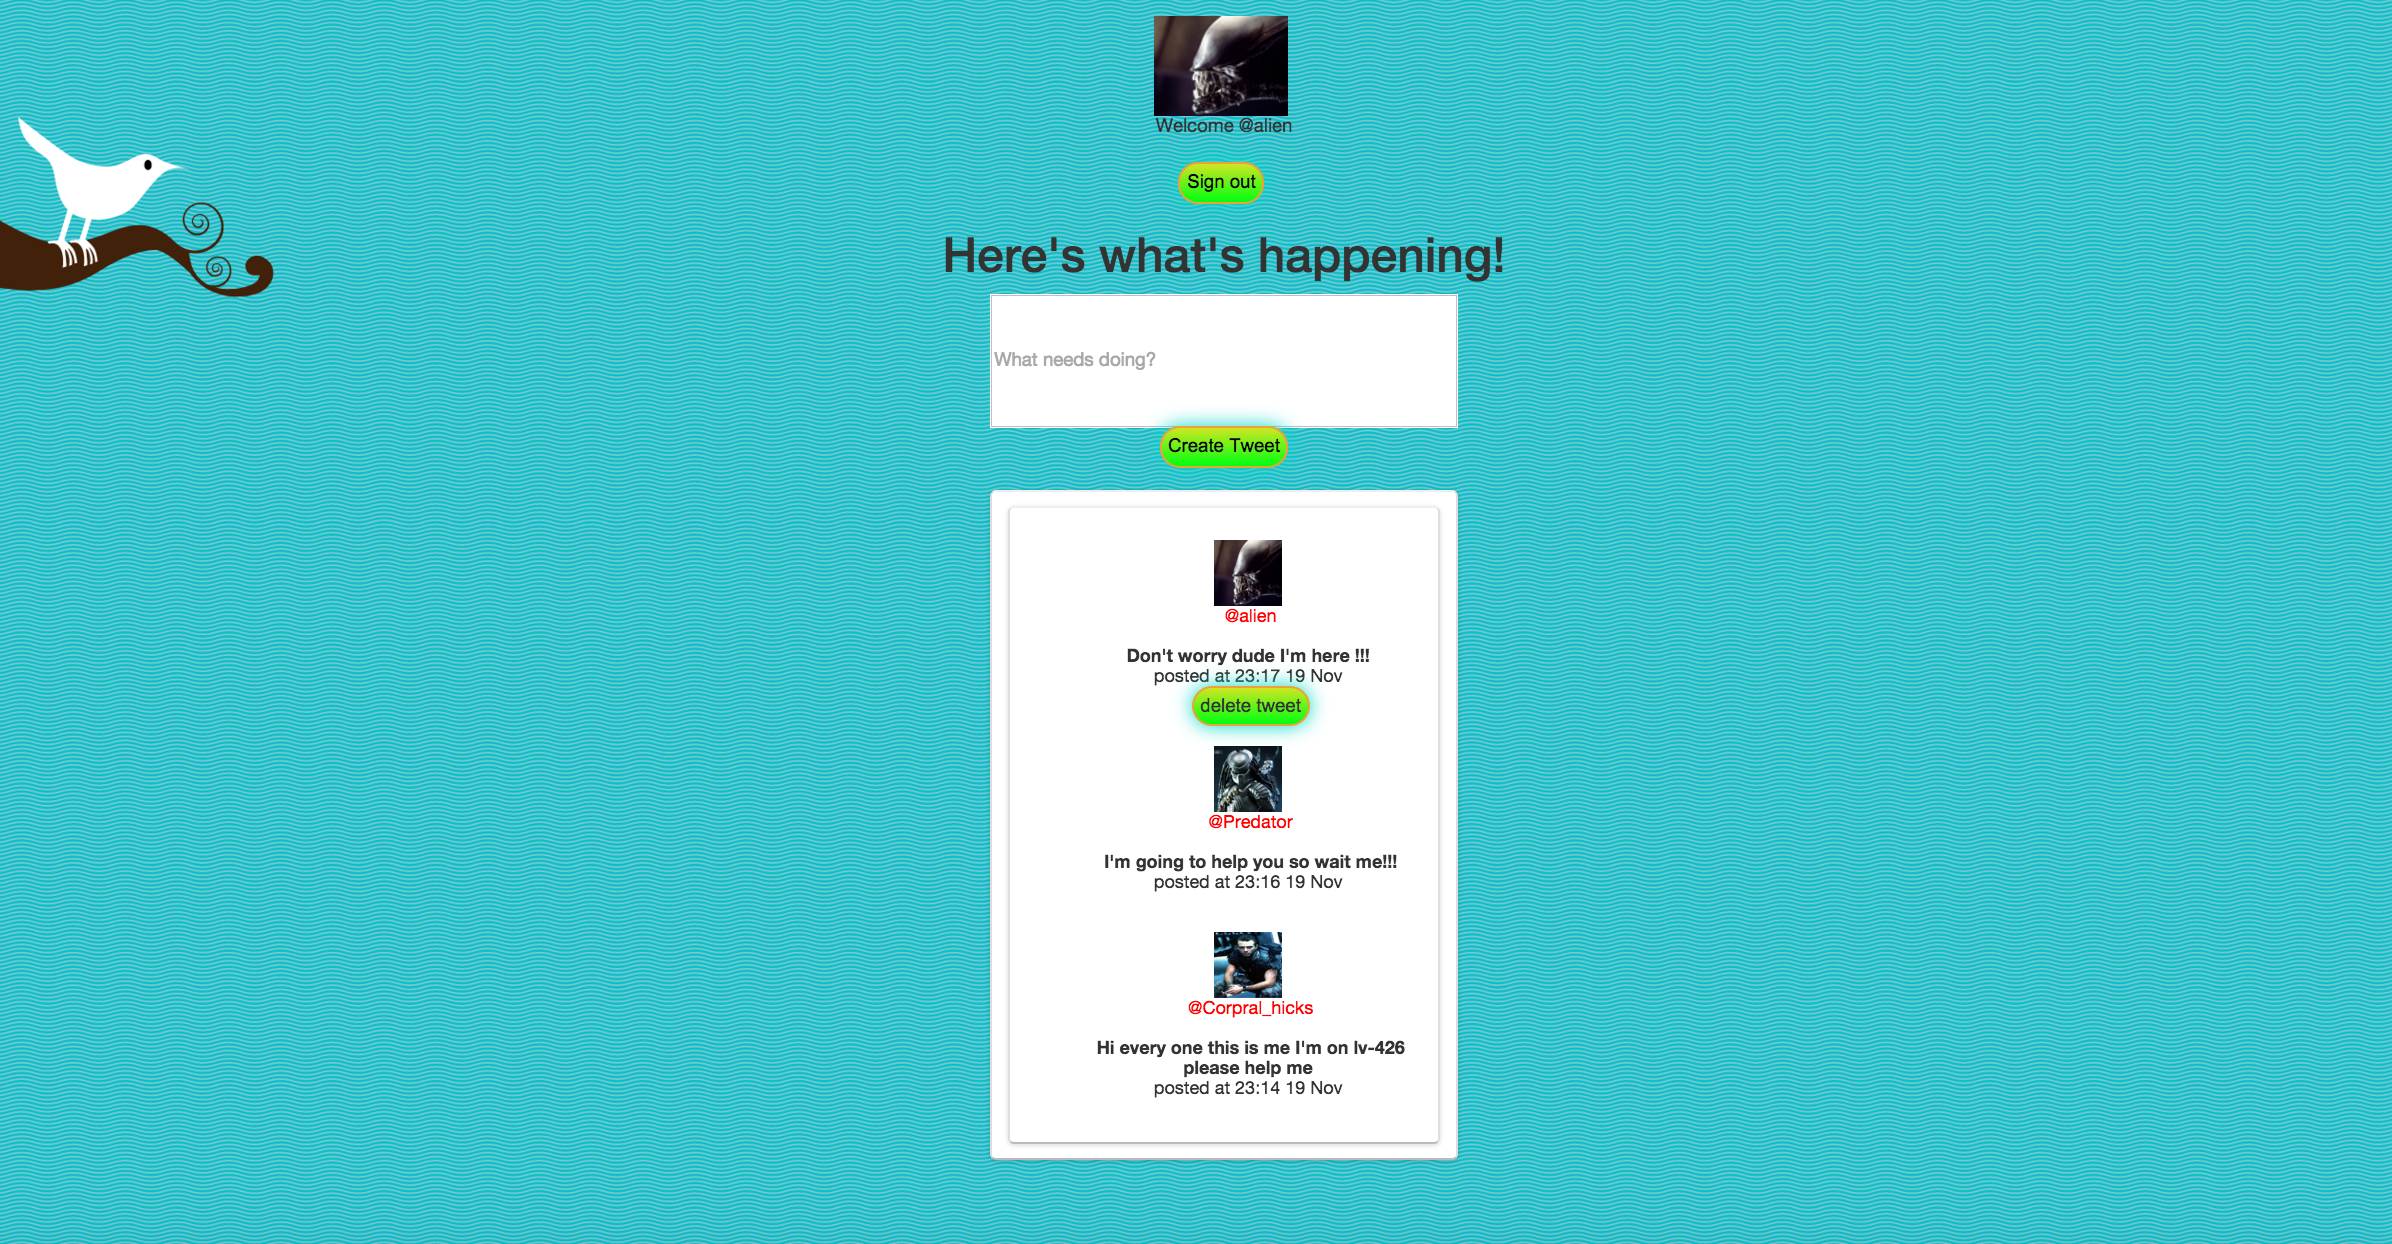 Welcome @alien
Sign out
Here's what's happening!
What needs doing?
Create Tweet
@alien
Don't worry dude I'm here !!!
posted at 23:17 19 Nov
delete tweet
@Predator
I'm going to help you so wait me!!!
posted at 23:16 19 Nov
@Corpral_hicks
Hi every one this is me I'm on lv-426
please help me
posted at 23:14 19 Nov